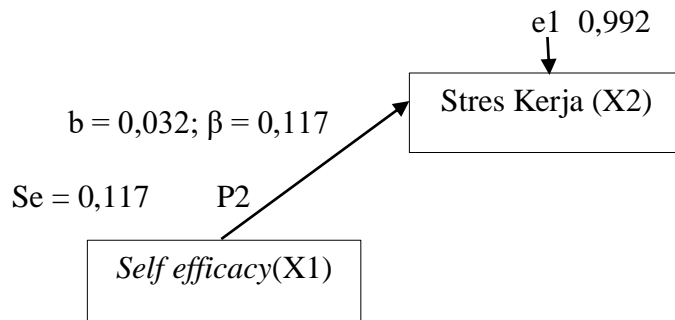 e1 0,992
Stres Kerja (X2)
b = 0,032; β = 0,117
Se = 0,117 P2
Self efficacy(X1)